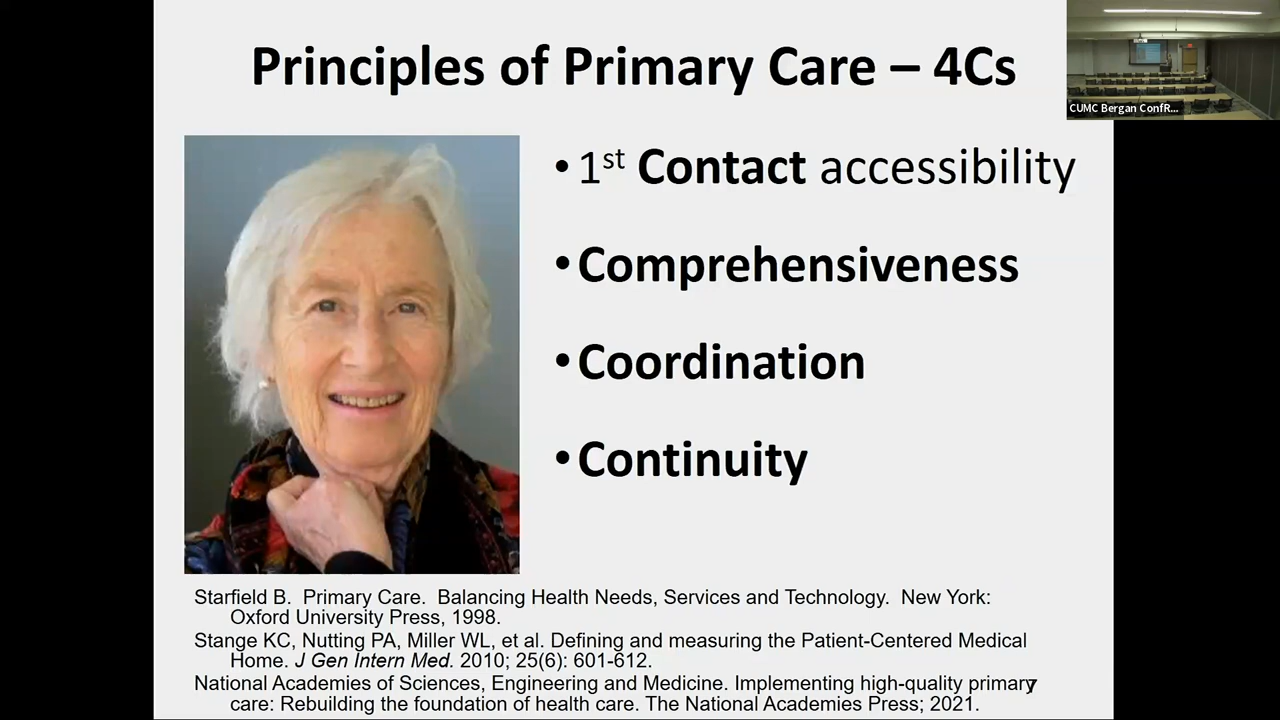 Principles of Primary Care – 4Cs
CUMC Bergan ConfR...
• 1st Contact accessibility
• Comprehensiveness
• Coordination
• Continuity
Starfield B. Primary Care. Balancing Health Needs, Services and Technology. New York:
Oxford University Press, 1998.
Stange KC, Nutting PA, Miller WL, et al. Defining and measuring the Patient-Centered Medical
Home. J Gen Intern Med. 2010; 25(6): 601-612.
National Academies of Sciences, Engineering and Medicine. Implementing high-quality primary
care: Rebuilding the foundation of health care. The National Academies Press; 2021.
7